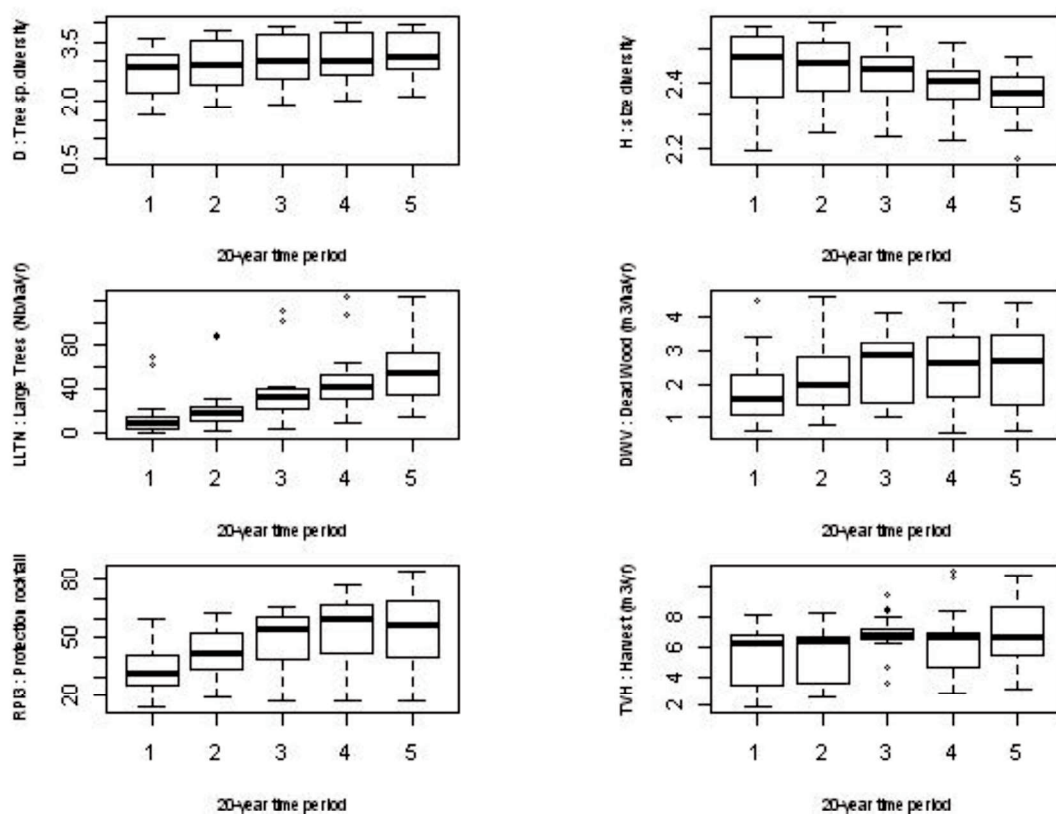 D : Tree sp. diversity
3.5
2.0
0.5
1 2 3 4 5
20-year time period
H : size diversity
2.4
2.2
1 2 3 4 5
20-year time period
LLTN : Large Trees (Nb/ha/yr)
80
40
0
1 2 3 4 5
20-year time period
DWV : Dead Wood (m3/ha/yr)
4
3
2
1
1 2 3 4 5
20-year time period
RPI3 : Protection rockfall
80
50
20
1 2 3 4 5
20-year time period
TVH : Harvest (m3/yr)
8
6
4
2
1 2 3 4 5
20-year time period